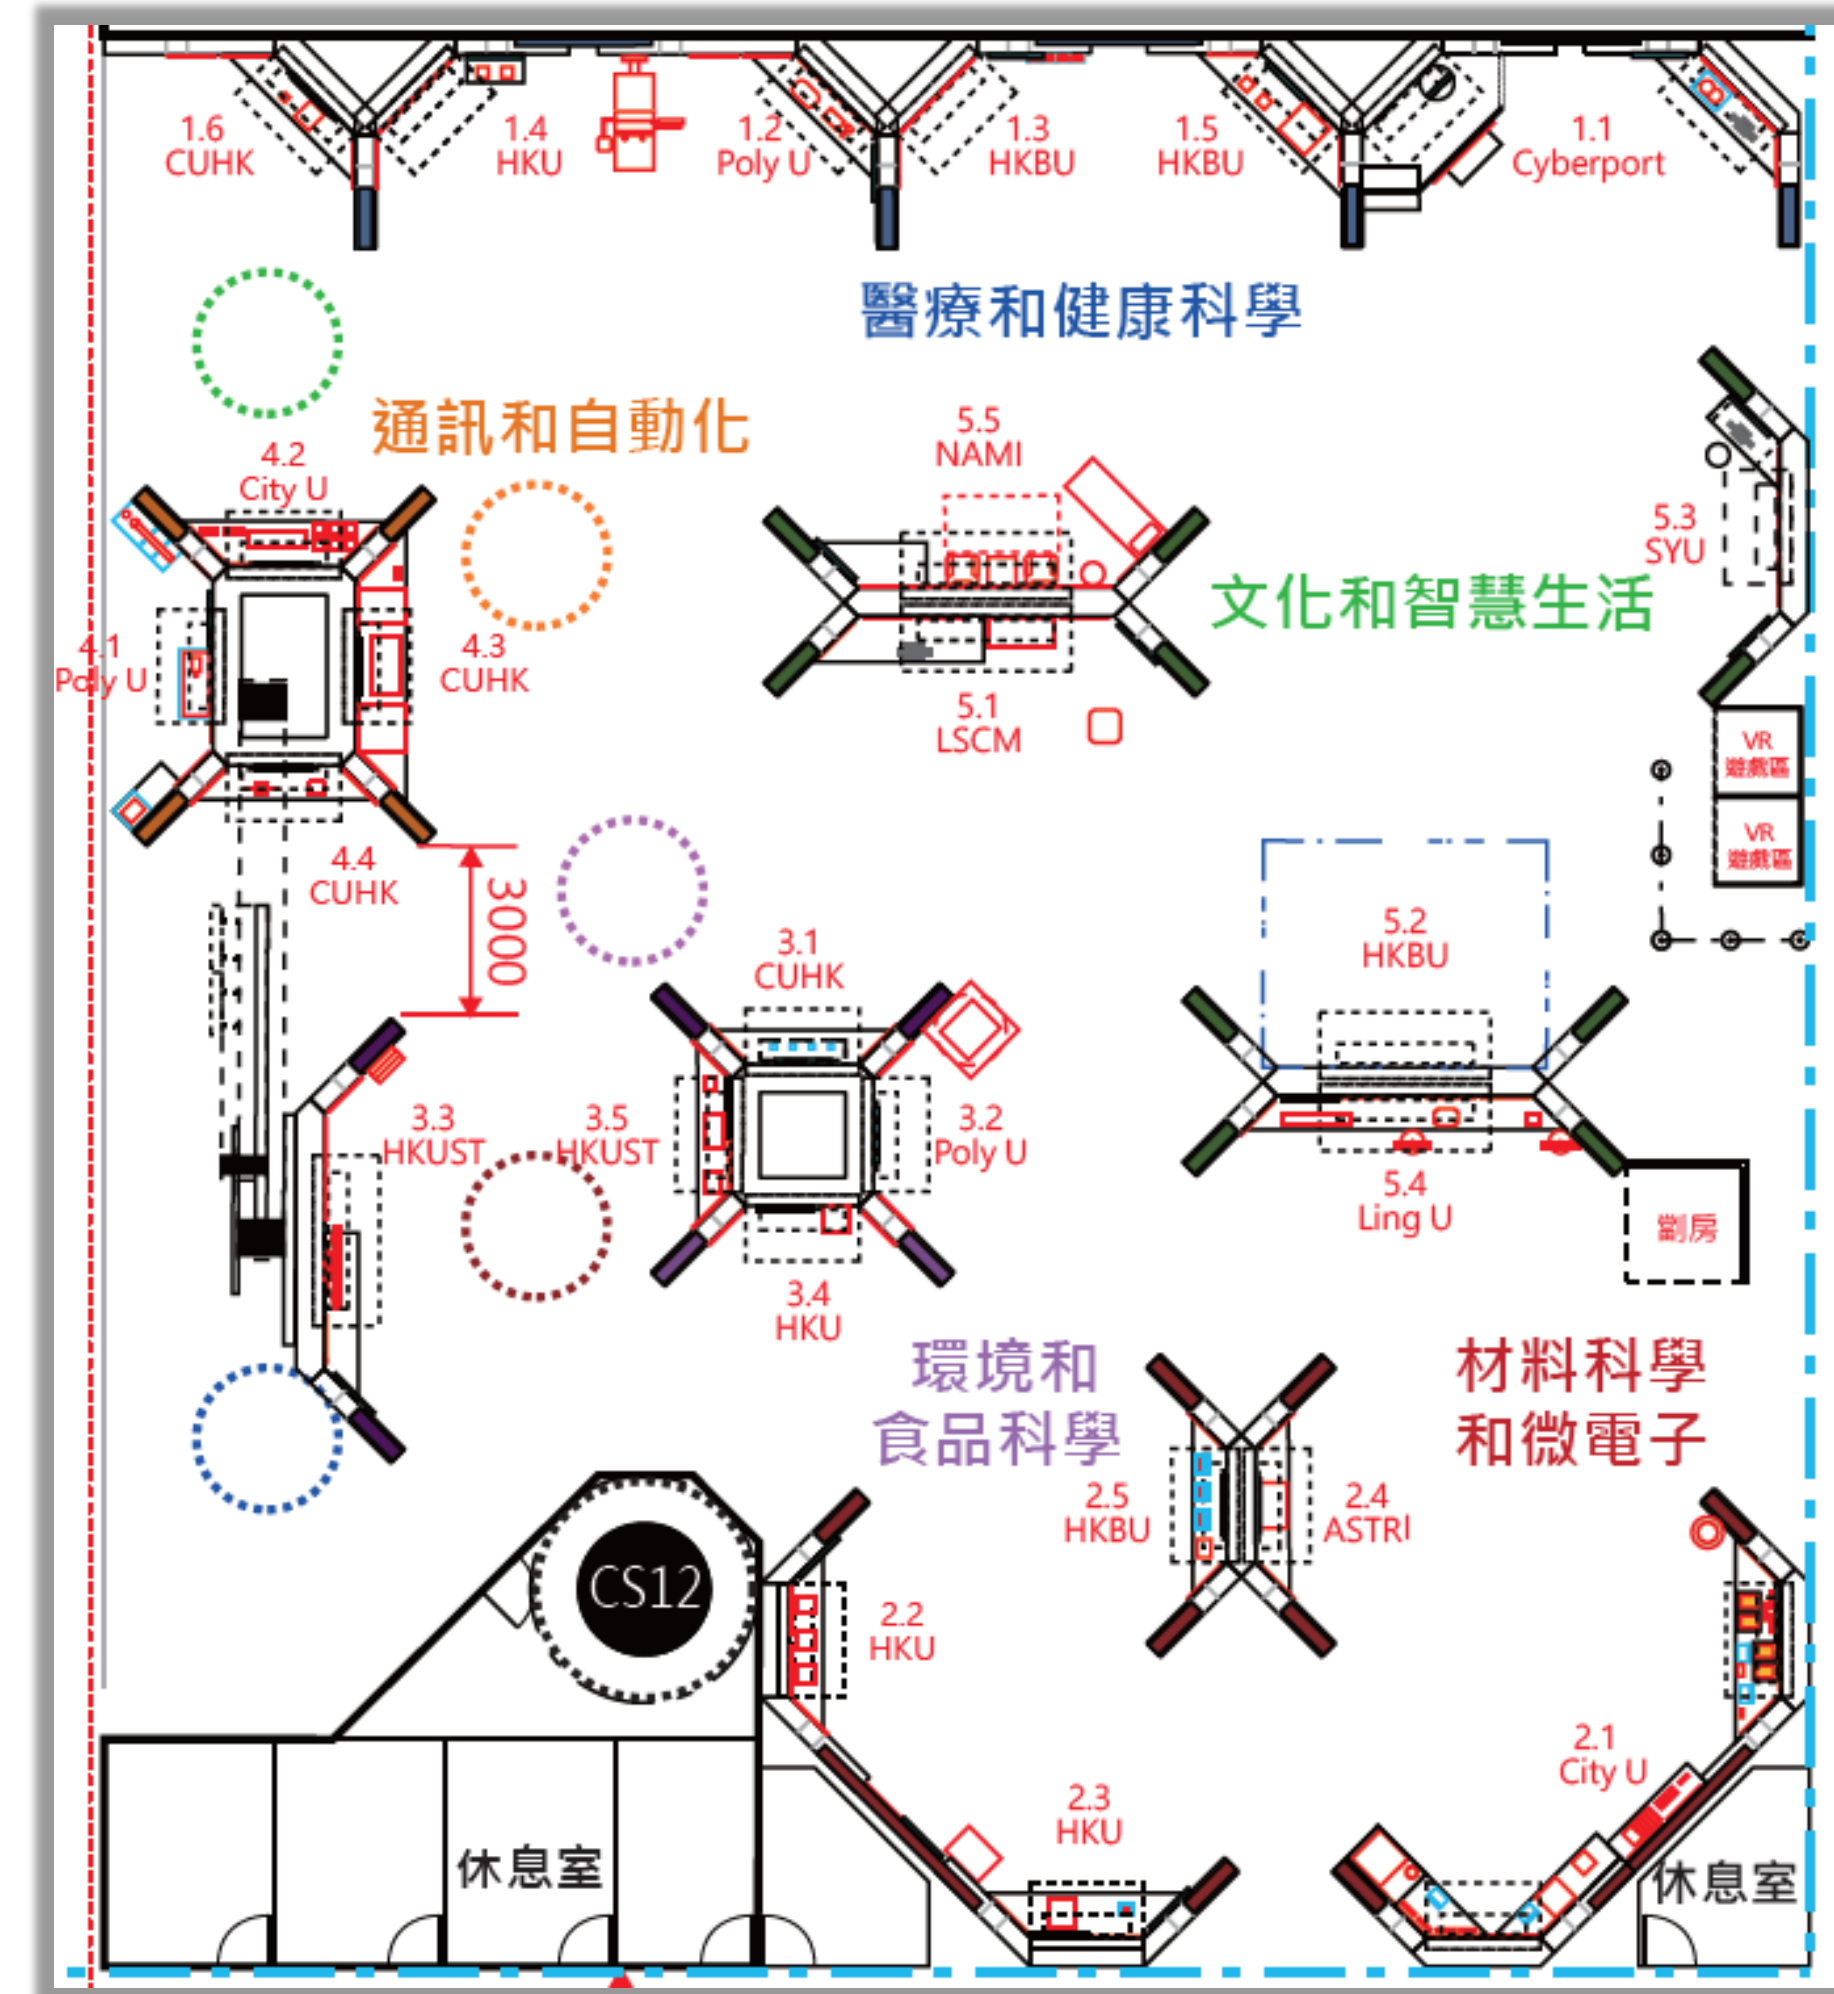 1.6
CUHK
1.4
HKU
1.2
Poly U
1.3
HKBU
1.5
HKBU
1.1
Cyberport
醫療和健康科學
通訊和自動化
4.2
City U
5.5
NAMI
5.3
SYU
文化和智慧生活
4.1
Poly U
4.3
CUHK
5.1
LSCM
VR
遊戲區
VR
遊戲區
4.4
CUHK
3000
3.1
CUHK
5.2
HKBU
3.3
HKUST
3.5
HKUST
3.2
Poly U
5.4
Ling U
劏房
3.4
HKU
環境和
食品科學
材料科學
和微電子
2.5
HKBU
2.4
ASTRI
CS12
2.2
HKU
2.1
City U
2.3
HKU
休息室
休息室